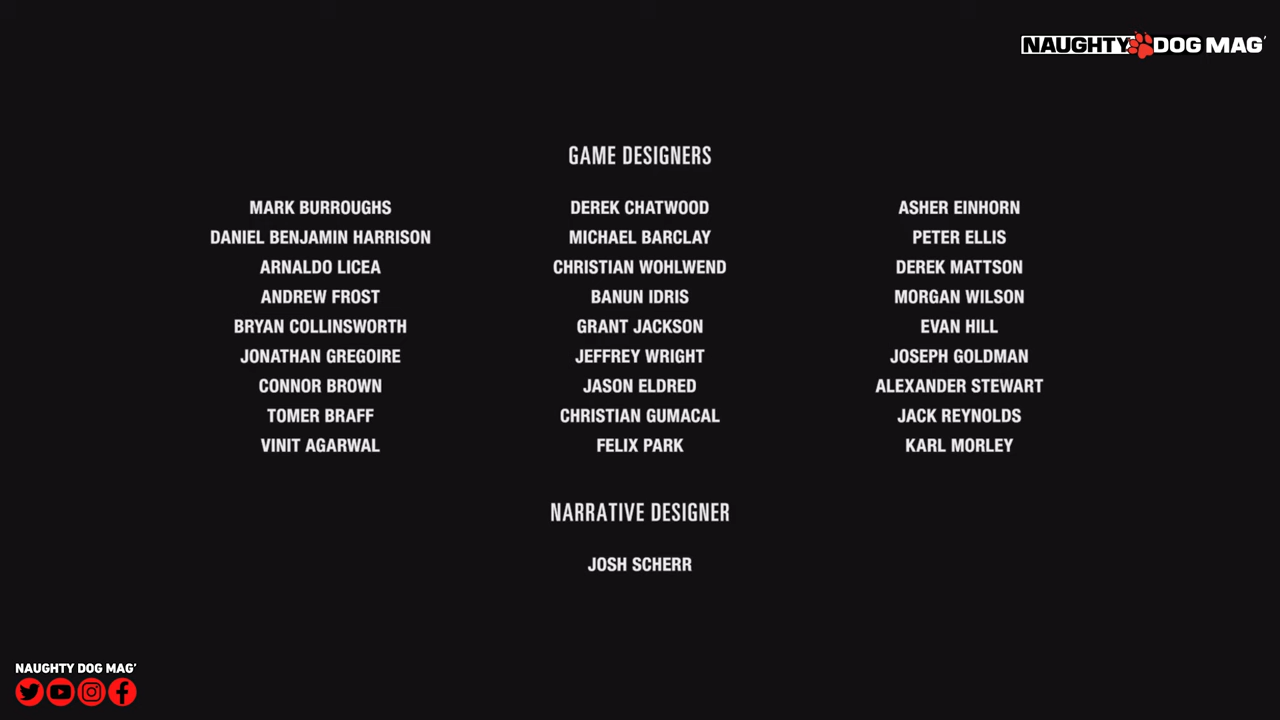 NAUGHTY DOG MAG'
GAME DESIGNERS
MARK BURROUGHS DEREK CHATWOOD ASHER EINHORN
DANIEL BENJAMIN HARRISON MICHAEL BARCLAY PETER ELLIS
ARNALDO LICEA CHRISTIAN WOHLWEND DEREK MATTSON
ANDREW FROST BANUN IDRIS MORGAN WILSON
BRYAN COLLINSWORTH GRANT JACKSON EVAN HILL
JONATHAN GREGOIRE JEFFREY WRIGHT JOSEPH GOLDMAN
CONNOR BROWN JASON ELDRED ALEXANDER STEWART
TOMER BRAFF CHRISTIAN GUMACAL JACK REYNOLDS
VINIT AGARWAL FELIX PARK KARL MORLEY
NARRATIVE DESIGNER
JOSH SCHERR
NAUGHTY DOG MAG'